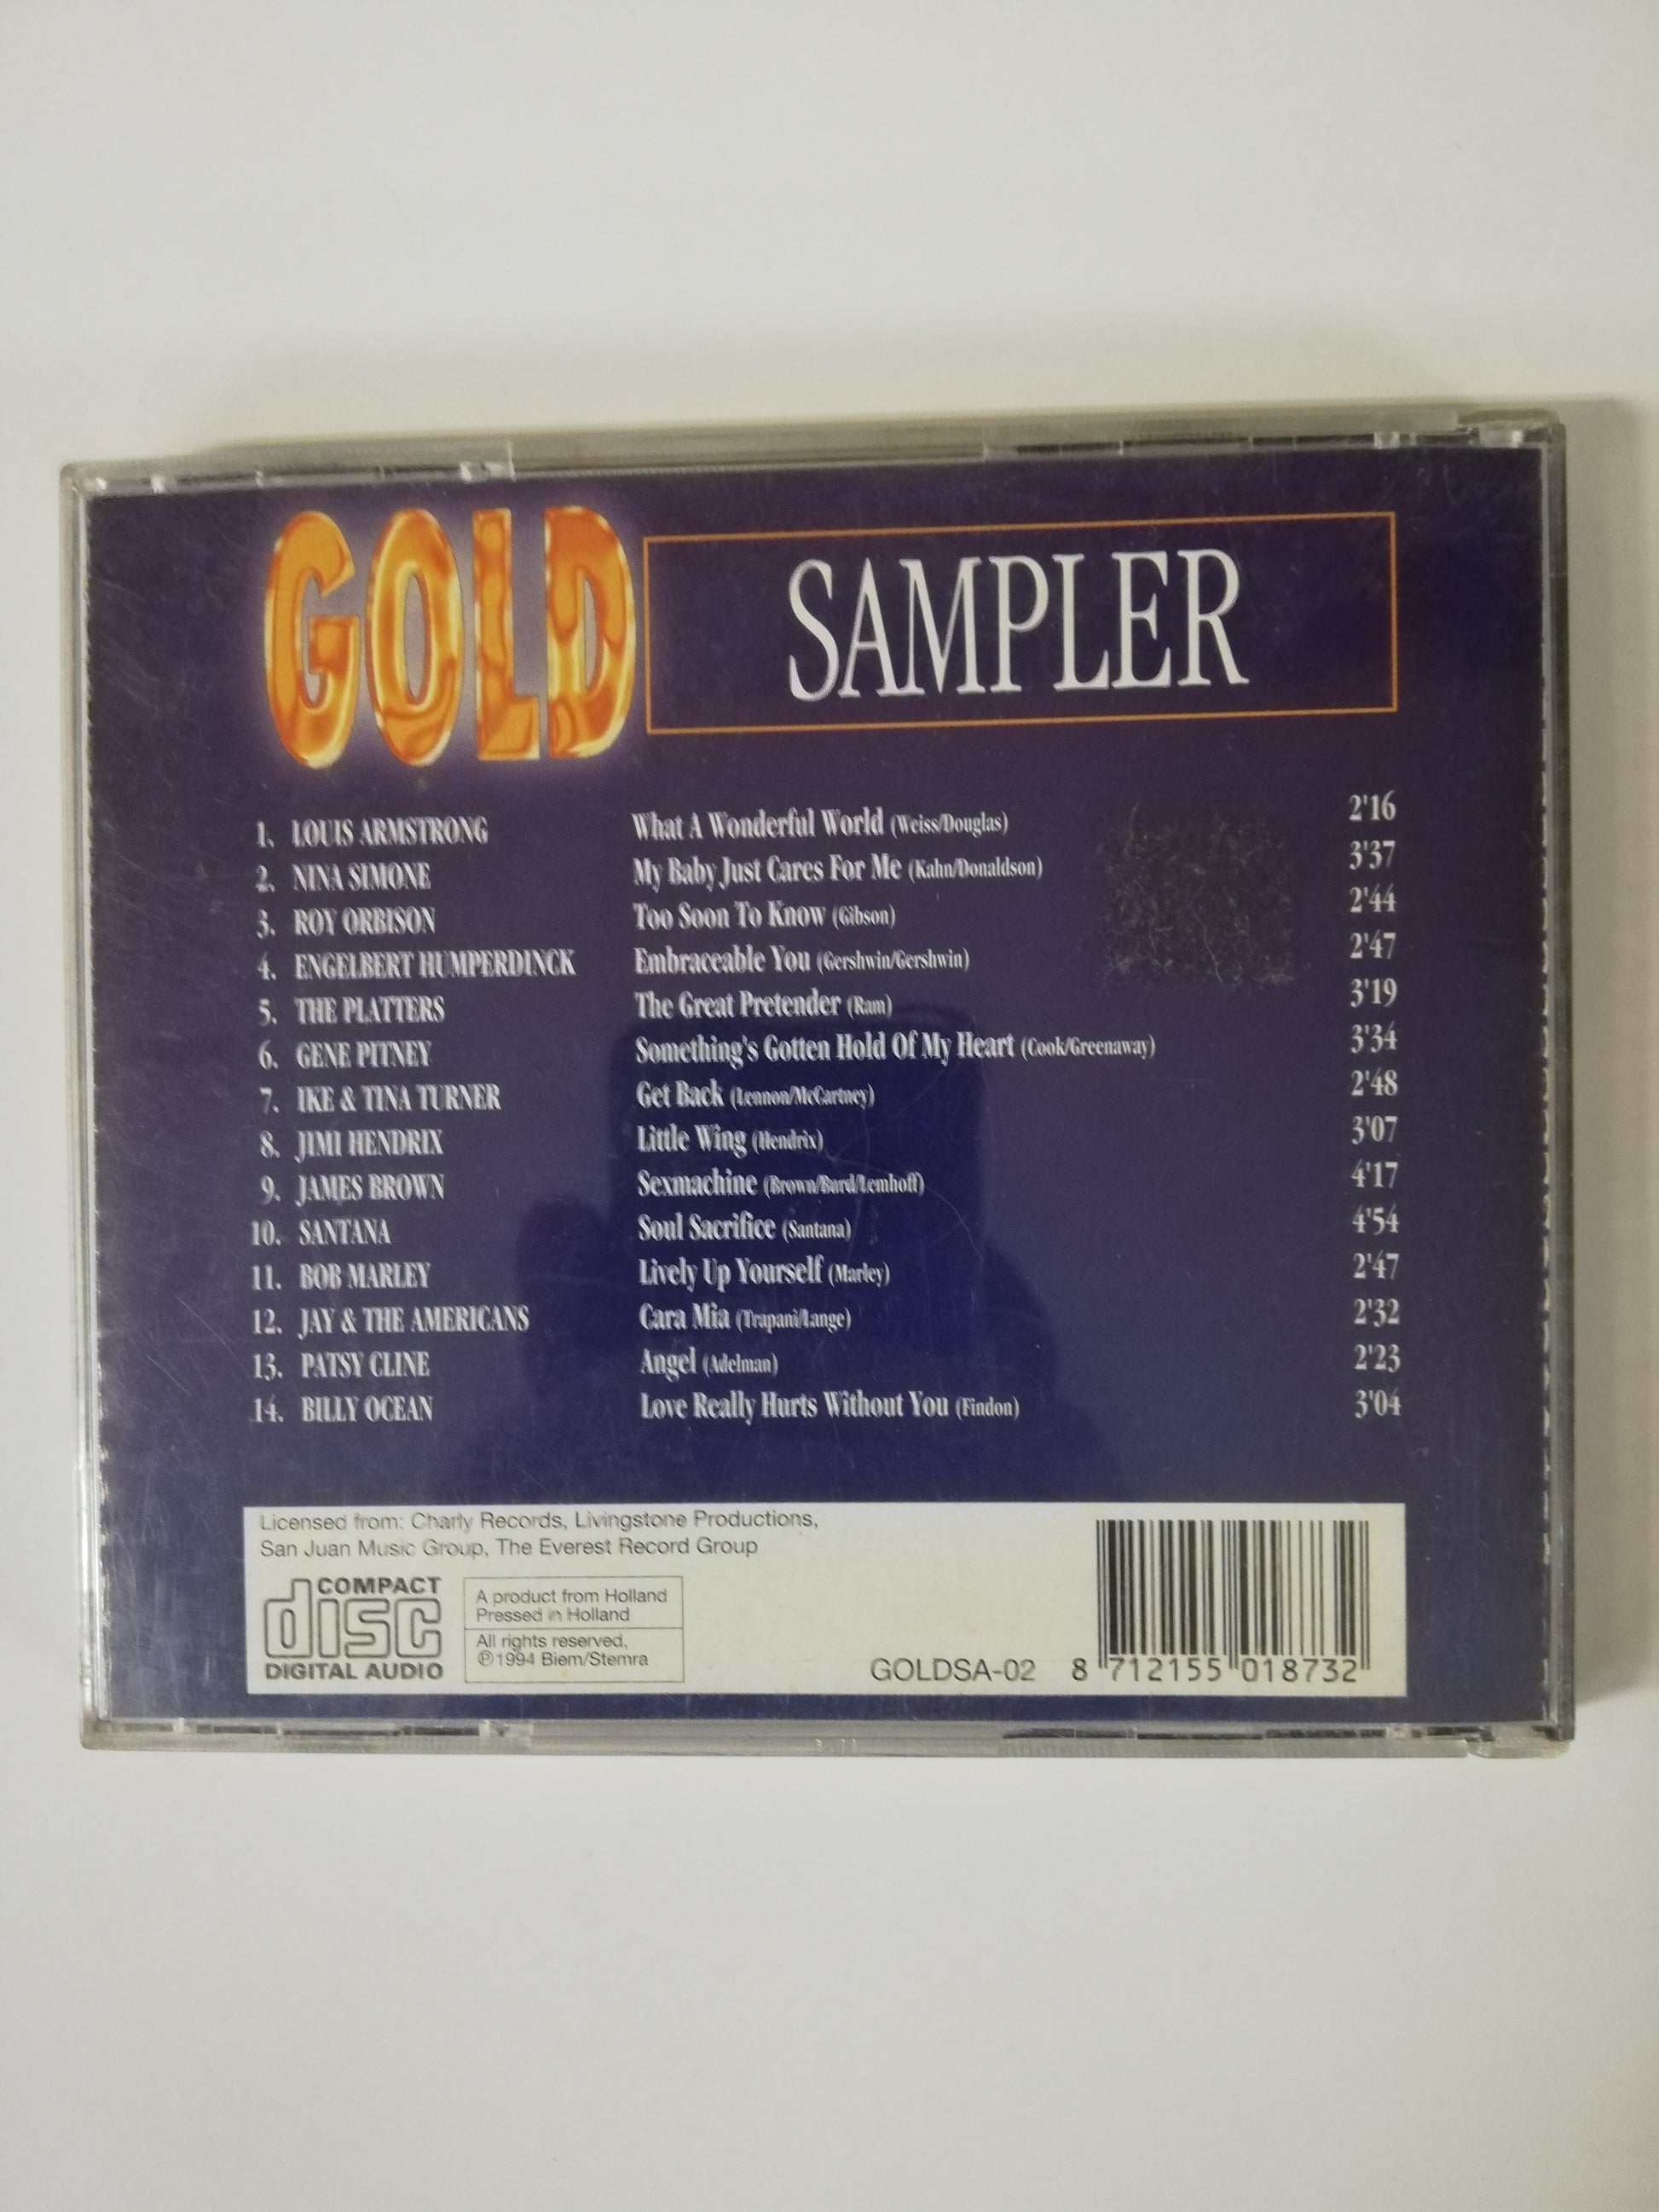 GOLD SAMPLER
1. LOUIS ARMSTRONG What A Wonderful World (Weiss/Douglas) 2'16
2. NINA SIMONE My Baby Just Cares For Me (Kahn/Donaldson) 3'37
3. ROY ORBISON Too Soon To Know (Gibson) 2'44
4. ENGELBERT HUMPERDINCK Embraceable You (Gershwin/Gershwin) 2'47
5. THE PLATTERS The Great Pretender (Ram) 3'19
6. GENE PITNEY Something's Gotten Hold Of My Heart (Cook/Greenaway) 3'34
7. IKE & TINA TURNER Get Back (Lennon/McCartney) 2'48
8. JIMI HENDRIX Little Wing (Hendrix) 3'07
9. JAMES BROWN Sexmachine (Brown/Burd/Lemhoff) 4'17
10. SANTANA Soul Sacrifice (Santana) 4'54
11. BOB MARLEY Lively Up Yourself (Marley) 2'47
12. JAY & THE AMERICANS Cara Mia (Trapani/Lange) 2'32
13. PATSY CLINE Angel (Adelman) 2'23
14. BILLY OCEAN Love Really Hurts Without You (Findon) 3'04
Licensed from: Charly Records, Livingstone Productions,
San Juan Music Group, The Everest Record Group
COMPACT
disc
DIGITAL AUDIO
A product from Holland
Pressed in Holland
All rights reserved,
℗1994 Biem/Stemra
GOLDSA-02
8 712155 018732